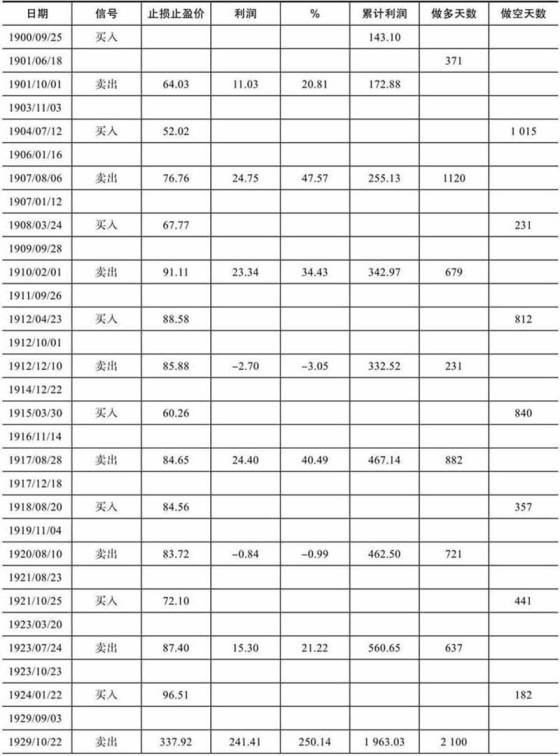 日期 信号 止损止盈价 利润 % 累计利润 做多天数 做空天数
1900/09/25 买入 143.10
1901/06/18 371
1901/10/01 卖出 64.03 11.03 20.81 172.88
1903/11/03
1904/07/12 买入 52.02 1 015
1906/01/16
1907/08/06 卖出 76.76 24.75 47.57 255.13 1120
1907/01/12
1908/03/24 买入 67.77 231
1909/09/28
1910/02/01 卖出 91.11 23.34 34.43 342.97 679
1911/09/26
1912/04/23 买入 88.58 812
1912/10/01
1912/12/10 卖出 85.88 -2.70 -3.05 332.52 231
1914/12/22
1915/03/30 买入 60.26 840
1916/11/14
1917/08/28 卖出 84.65 24.40 40.49 467.14 882
1917/12/18
1918/08/20 买入 84.56 357
1919/11/04
1920/08/10 卖出 83.72 -0.84 -0.99 462.50 721
1921/08/23
1921/10/25 买入 72.10 441
1923/03/20
1923/07/24 卖出 87.40 15.30 21.22 560.65 637
1923/10/23
1924/01/22 买入 96.51 182
1929/09/03
1929/10/22 卖出 337.92 241.41 250.14 1 963.03 2 100